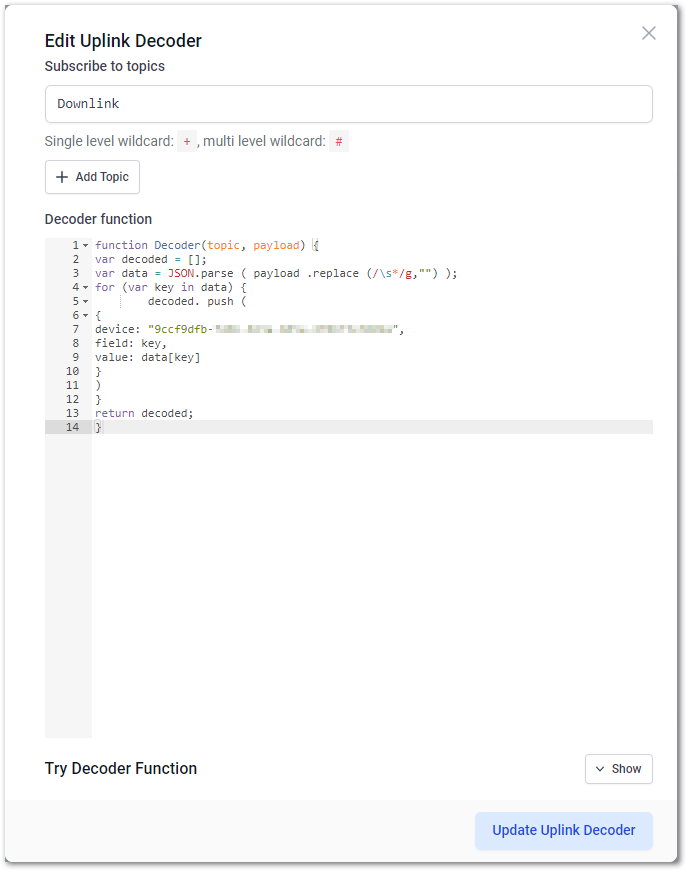 Edit Uplink Decoder
Subscribe to topics
Downlink
Single level wildcard: + , multi level wildcard: #
+ Add Topic
Decoder function
1 function Decoder(topic, payload) {
2 var decoded = [];
3 var data = JSON.parse ( payload .replace (/\s*/g,"") );
4 for (var key in data) {
5 decoded. push (
6 {
7 device: "9ccf9dfb- ",
8 field: key,
9 value: data[key]
10 }
11 )
12 }
13 return decoded;
14 }
Try Decoder Function
Show
Update Uplink Decoder